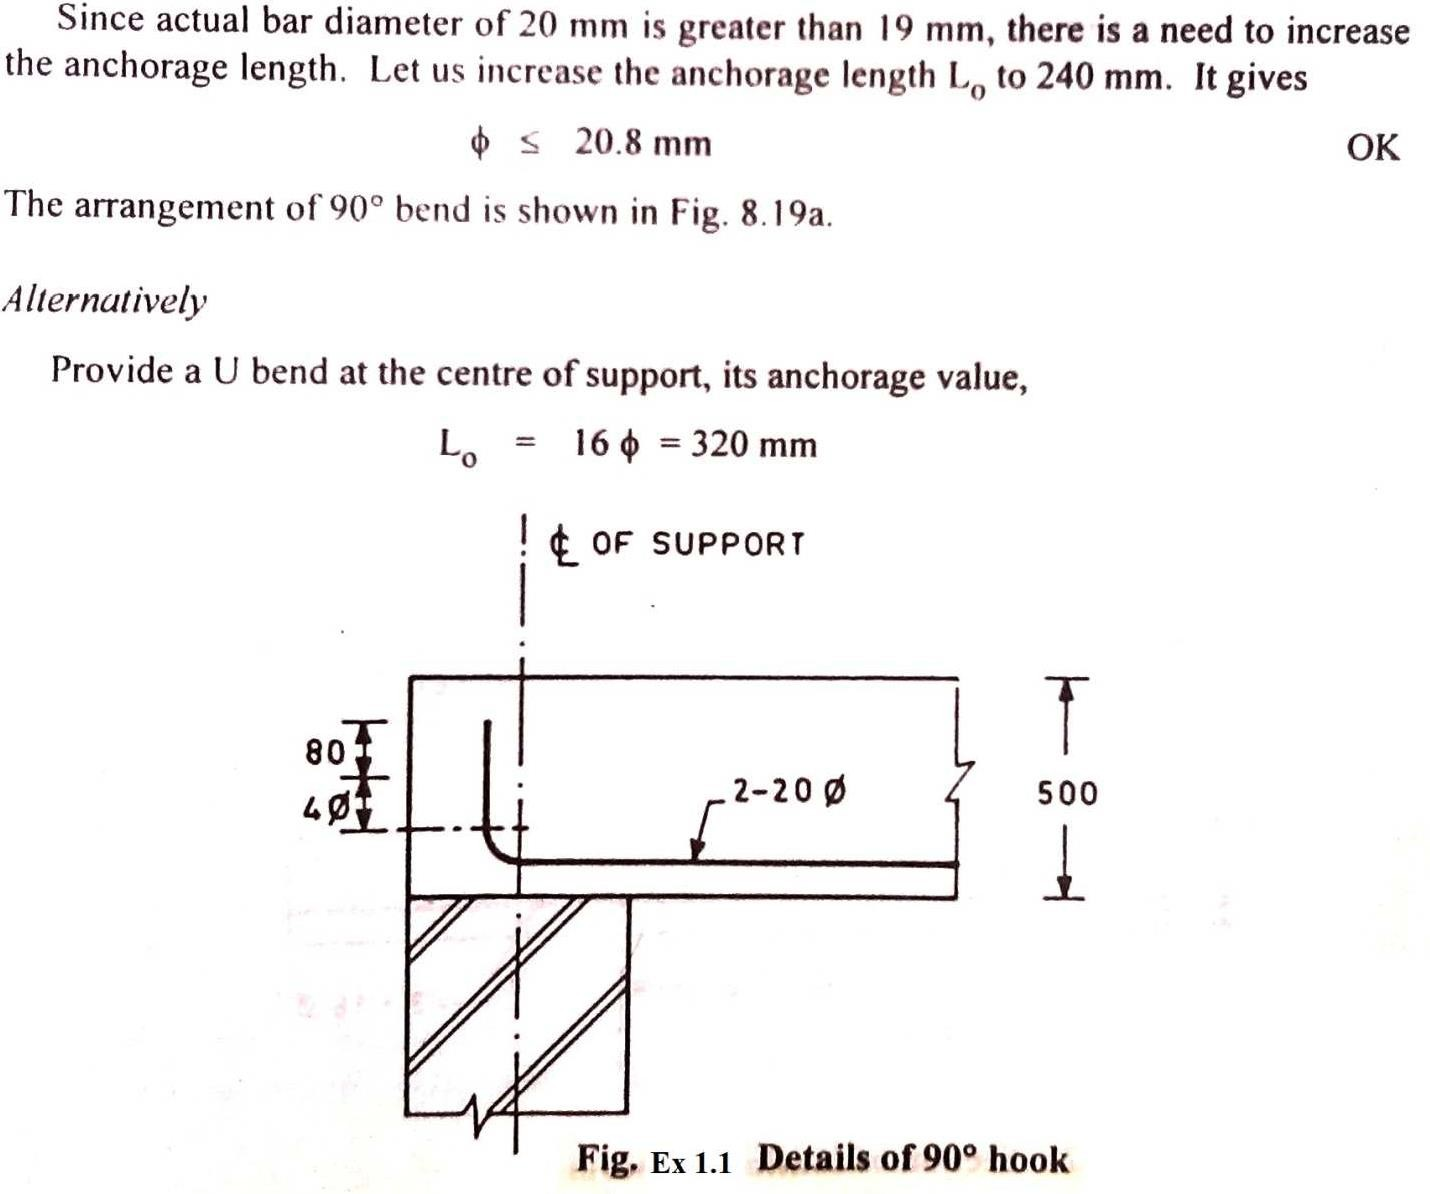 Since actual bar diameter of 20 mm is greater than 19 mm, there is a need to increase
the anchorage length. Let us increase the anchorage length L₀ to 240 mm. It gives
ϕ ≤ 20.8 mm OK
The arrangement of 90° bend is shown in Fig. 8.19a.
Alternatively
Provide a U bend at the centre of support, its anchorage value,
L₀ = 16 ϕ = 320 mm
℄ OF SUPPORT
80
4Ø
2-20 Ø
500
Fig. Ex 1.1 Details of 90° hook